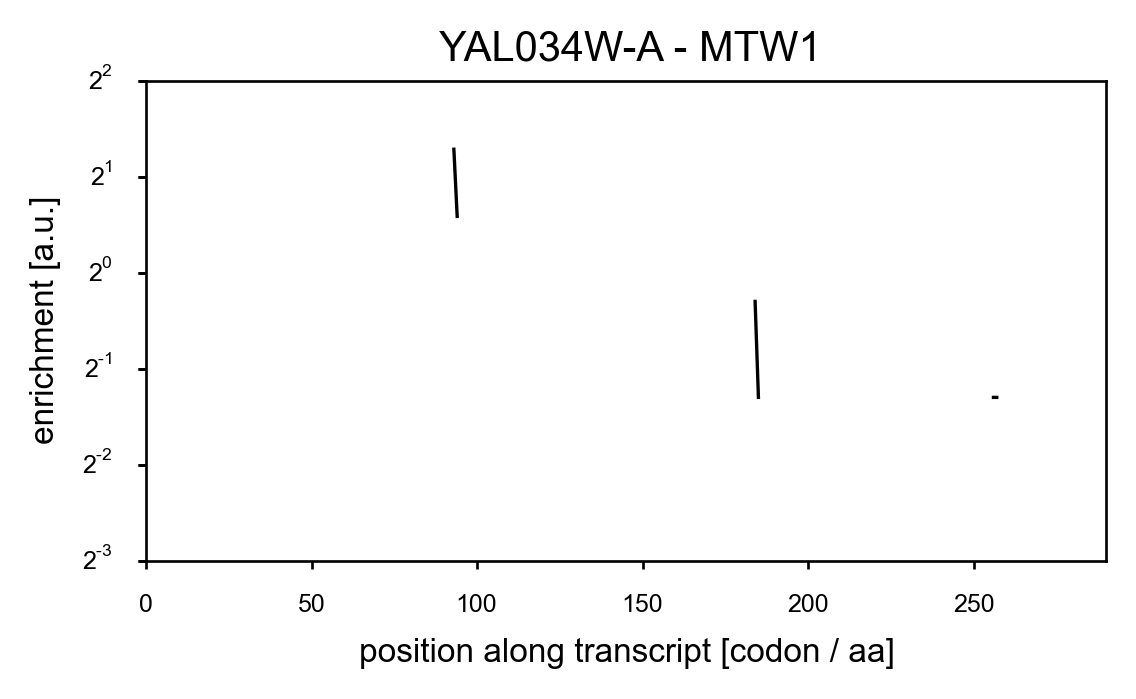 YAL034W-A - MTW1
2^2
2^1
2^0
2^-1
2^-2
2^-3
enrichment [a.u.]
0 50 100 150 200 250
position along transcript [codon / aa]